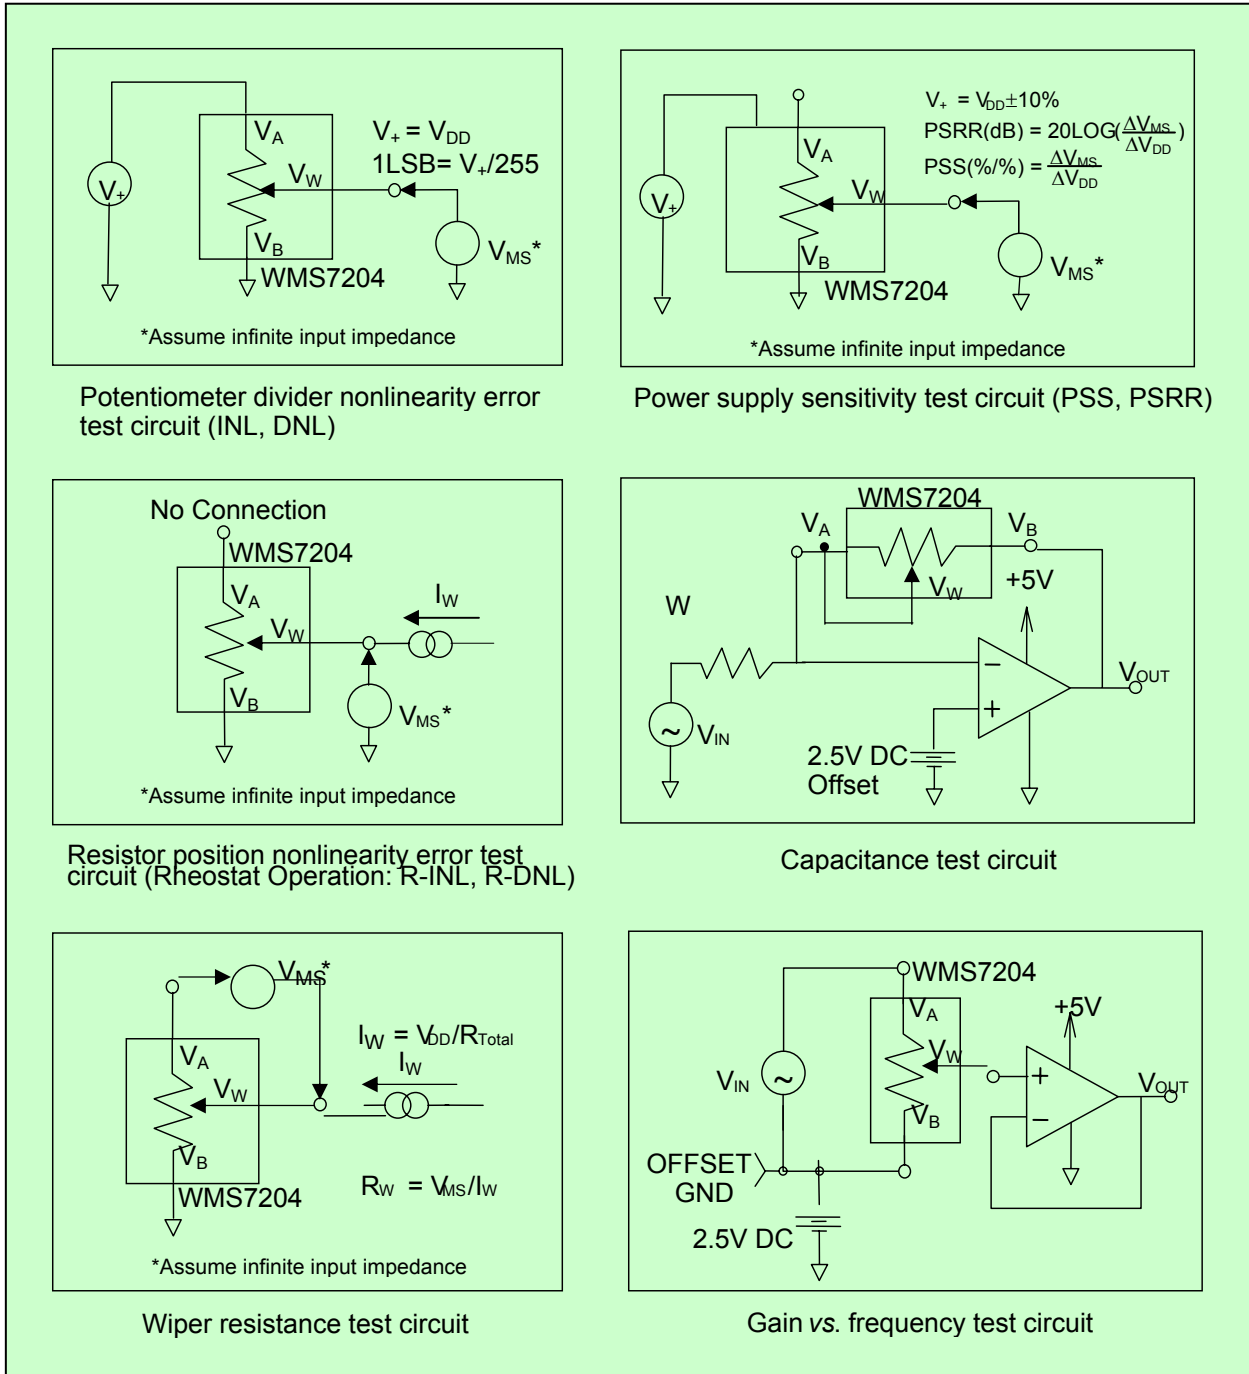 V+ = VDD
1LSB= V+/255
VA
VW
V+
VB
VMS*
WMS7204
*Assume infinite input impedance
Potentiometer divider nonlinearity error
test circuit (INL, DNL)
V+ = VDD±10%
PSRR(dB) = 20LOG(ΔVMS/ΔVDD)
PSS(%/%) = ΔVMS/ΔVDD
VA
VW
V+
VB
VMS*
WMS7204
*Assume infinite input impedance
Power supply sensitivity test circuit (PSS, PSRR)
No Connection
WMS7204
VA
IW
VW
VB
VMS*
*Assume infinite input impedance
Resistor position nonlinearity error test
circuit (Rheostat Operation: R-INL, R-DNL)
WMS7204
VA
VB
VW
+5V
W
−
VOUT
+
~
VIN
2.5V DC
Offset
Capacitance test circuit
VMS*
IW = VDD/RTotal
VA
IW
VW
VB
WMS7204
RW = VMS/IW
*Assume infinite input impedance
Wiper resistance test circuit
WMS7204
VA
+5V
VW
VIN
~
+
VOUT
−
VB
OFFSET
GND
2.5V DC
Gain vs. frequency test circuit